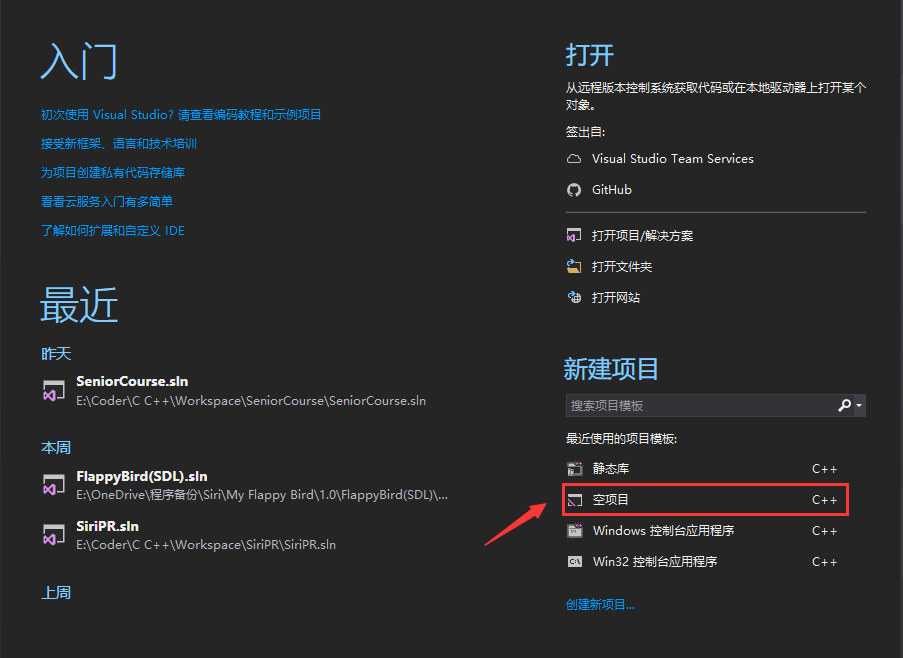 入门
初次使用 Visual Studio? 请查看编码教程和示例项目
接受新框架、语言和技术培训
为项目创建私有代码存储库
看看云服务入门有多简单
了解如何扩展和自定义 IDE
最近
昨天
SeniorCourse.sln
E:\Coder\C C++\Workspace\SeniorCourse\SeniorCourse.sln
本周
FlappyBird(SDL).sln
E:\OneDrive\程序备份\Siri\My Flappy Bird\1.0\FlappyBird(SDL)\...
SiriPR.sln
E:\Coder\C C++\Workspace\SiriPR\SiriPR.sln
上周
打开
从远程版本控制系统获取代码或在本地驱动器上打开某个
对象。
签出自:
Visual Studio Team Services
GitHub
打开项目/解决方案
打开文件夹
打开网站
新建项目
搜索项目模板
最近使用的项目模板:
静态库 C++
空项目 C++
Windows 控制台应用程序 C++
Win32 控制台应用程序 C++
创建新项目...